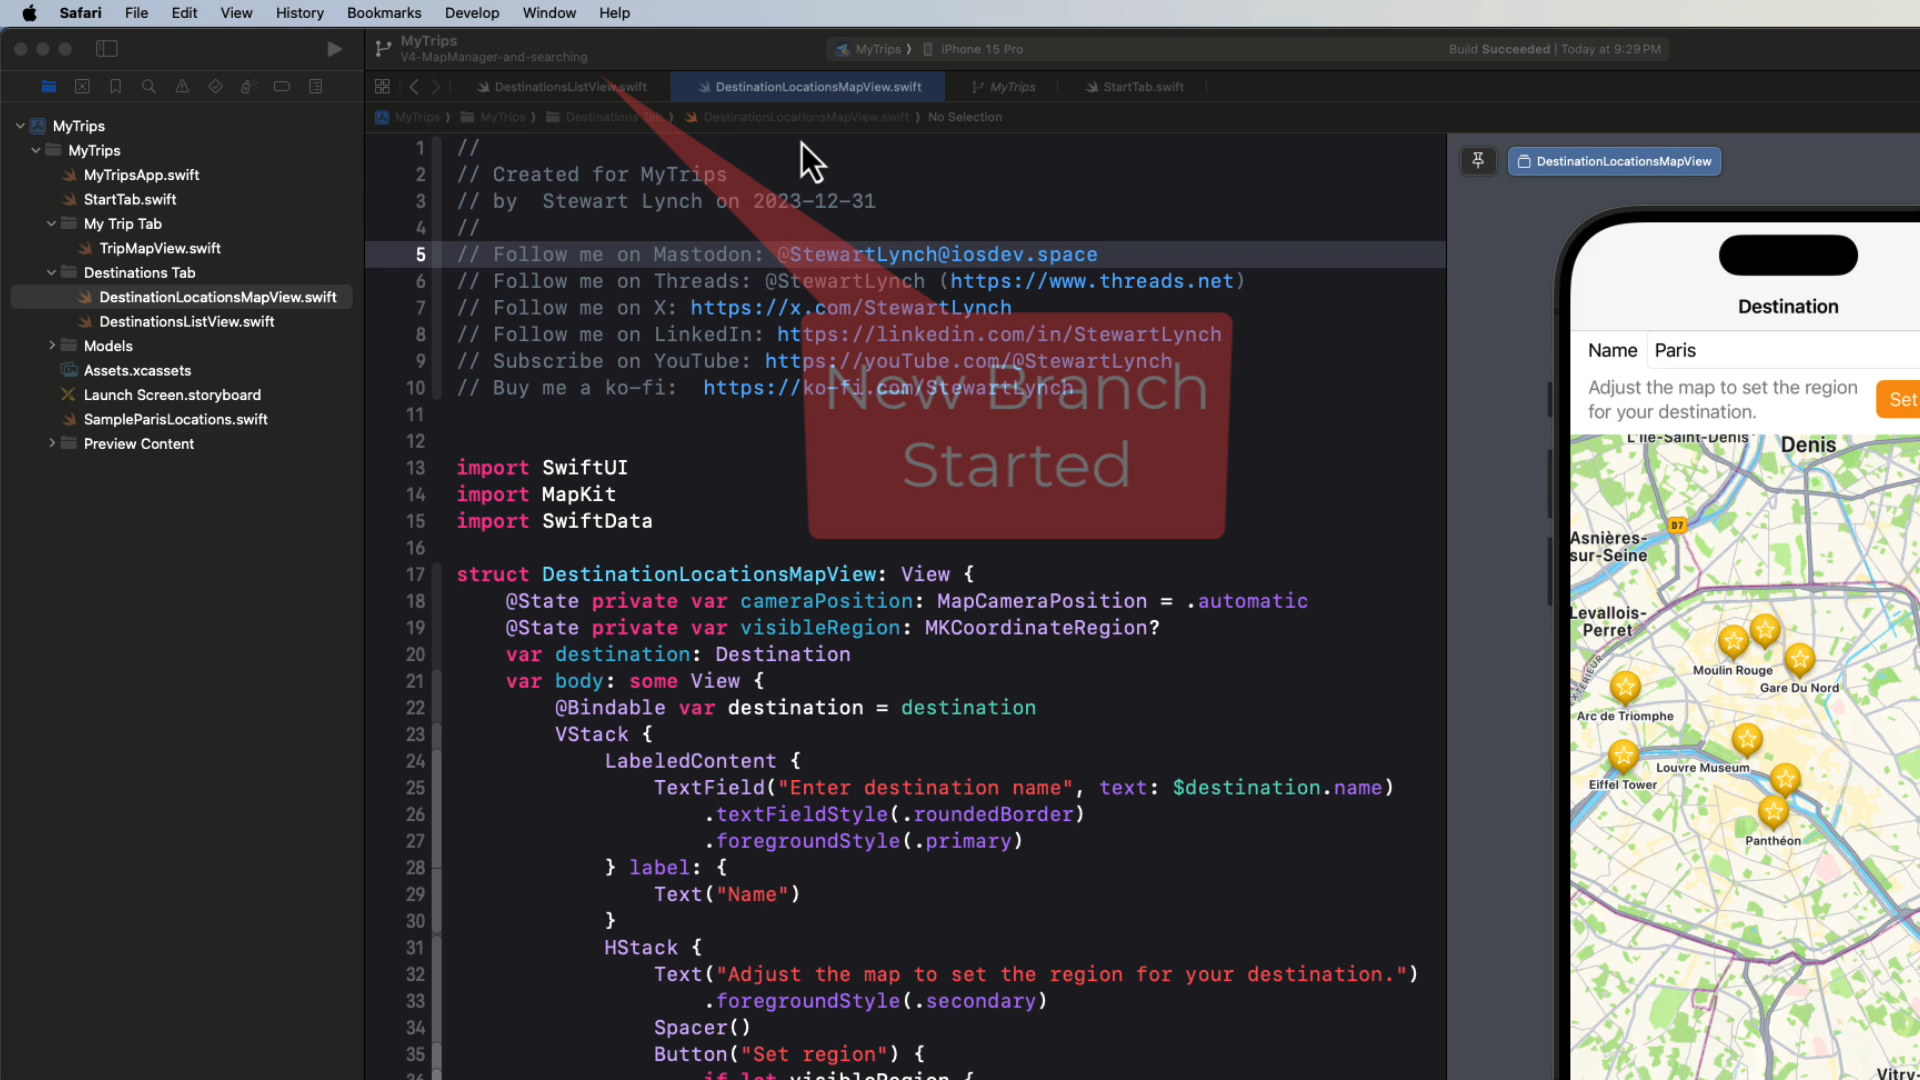 Safari File Edit View History Bookmarks Develop Window Help
MyTrips
V4-MapManager-and-searching
MyTrips ⟩ iPhone 15 Pro
Build Succeeded | Today at 9:29 PM
DestinationsListView.swift
DestinationLocationsMapView.swift
MyTrips
StartTab.swift
MyTrips ⟩ MyTrips ⟩ Destinations Tab ⟩ DestinationLocationsMapView.swift ⟩ No Selection
MyTrips
MyTrips
MyTripsApp.swift
StartTab.swift
My Trip Tab
TripMapView.swift
Destinations Tab
DestinationLocationsMapView.swift
DestinationsListView.swift
Models
Assets.xcassets
Launch Screen.storyboard
SampleParisLocations.swift
Preview Content
1 //
2 // Created for MyTrips
3 // by  Stewart Lynch on 2023-12-31
4 //
5 // Follow me on Mastodon: @StewartLynch@iosdev.space
6 // Follow me on Threads: @StewartLynch (https://www.threads.net)
7 // Follow me on X: https://x.com/StewartLynch
8 // Follow me on LinkedIn: https://linkedin.com/in/StewartLynch
9 // Subscribe on YouTube: https://youTube.com/@StewartLynch
10 // Buy me a ko-fi:  https://ko-fi.com/StewartLynch
11
12
13 import SwiftUI
14 import MapKit
15 import SwiftData
16
17 struct DestinationLocationsMapView: View {
18 @State private var cameraPosition: MapCameraPosition = .automatic
19 @State private var visibleRegion: MKCoordinateRegion?
20 var destination: Destination
21 var body: some View {
22 @Bindable var destination = destination
23 VStack {
24 LabeledContent {
25 TextField("Enter destination name", text: $destination.name)
26 .textFieldStyle(.roundedBorder)
27 .foregroundStyle(.primary)
28 } label: {
29 Text("Name")
30 }
31 HStack {
32 Text("Adjust the map to set the region for your destination.")
33 .foregroundStyle(.secondary)
34 Spacer()
35 Button("Set region") {
36 if let visibleRegion {
New Branch
Started
DestinationLocationsMapView
Destination
Name Paris
Adjust the map to set the region
for your destination.
Set
L'Île-Saint-Denis
Denis
D7
Asnières-
sur-Seine
Levallois-
Perret
Moulin Rouge
Gare Du Nord
Arc de Triomphe
Louvre Museum
Eiffel Tower
Panthéon
Vitry-